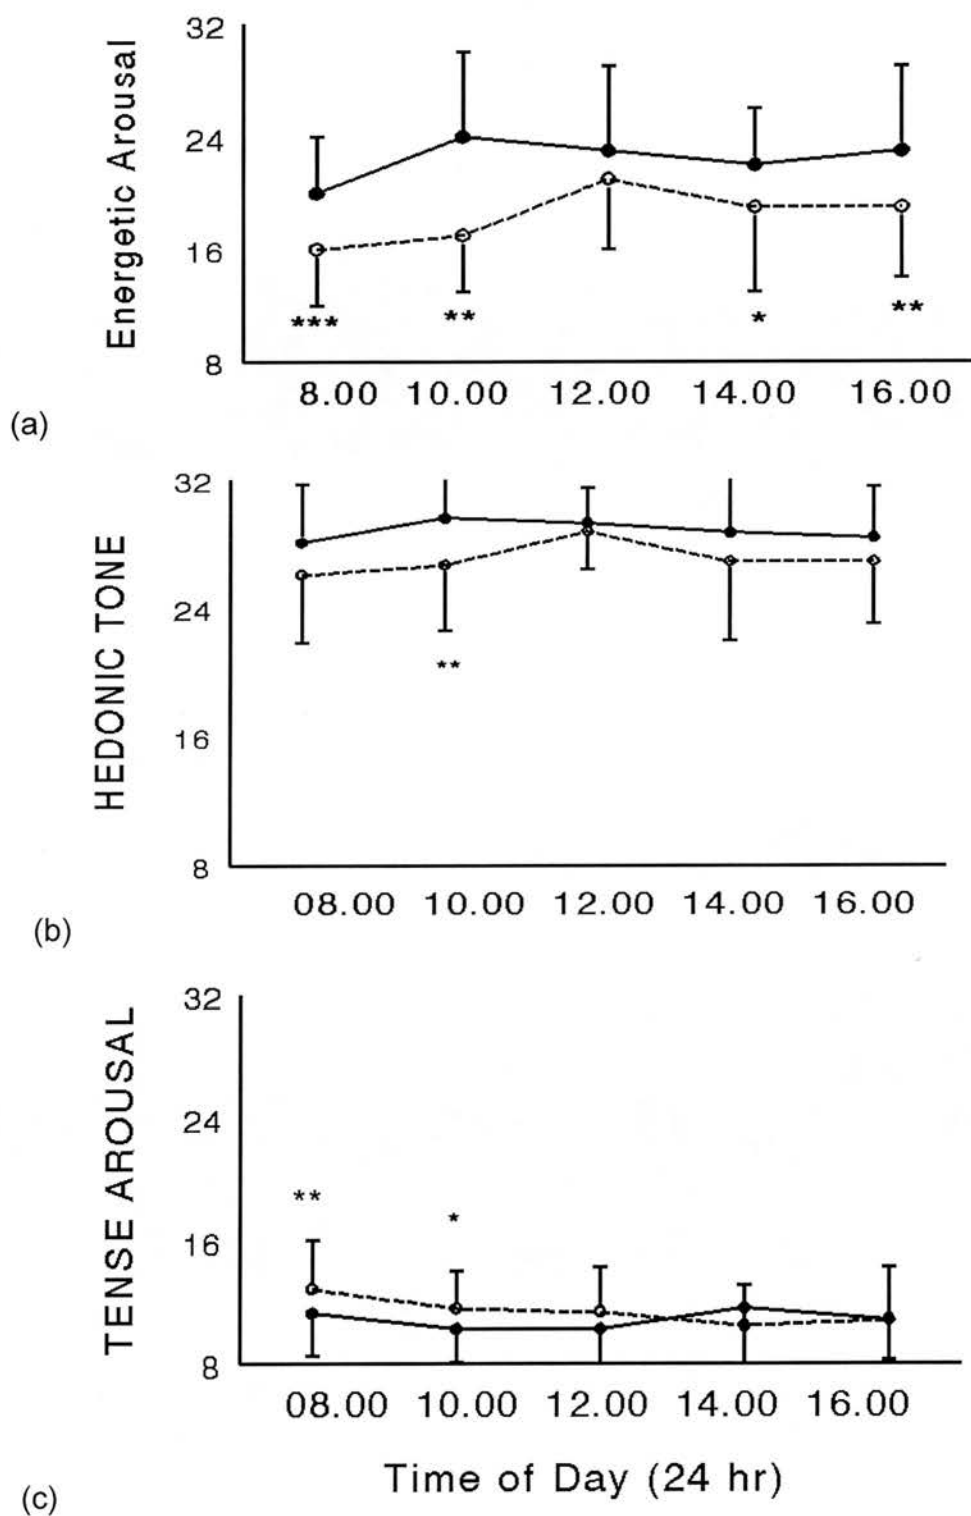 32
Energetic Arousal
24
16
***
**
*
**
8
8.00 10.00 12.00 14.00 16.00
(a)
32
HEDONIC TONE
24
**
16
8
08.00 10.00 12.00 14.00 16.00
(b)
32
TENSE AROUSAL
24
**
*
16
8
08.00 10.00 12.00 14.00 16.00
Time of Day (24 hr)
(c)